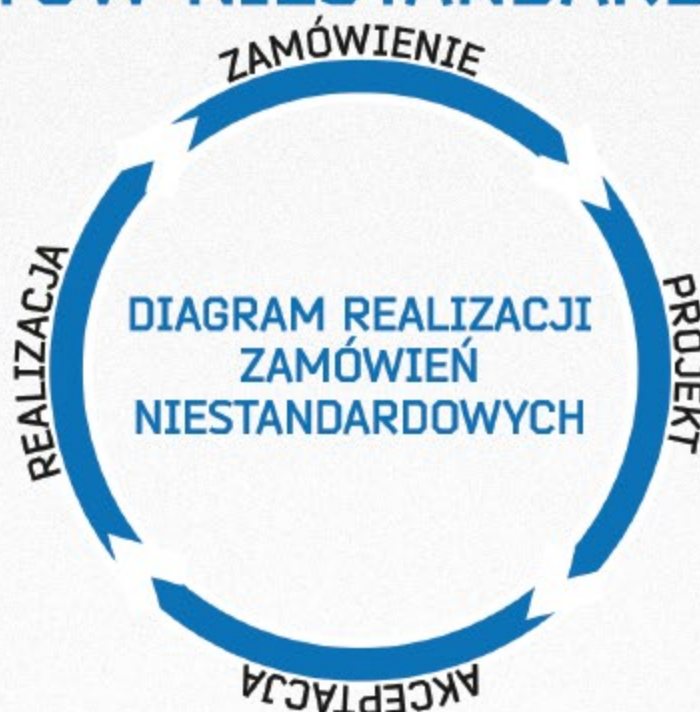 ZAMÓWIENIE
PROJEKT
AKCEPTACJA
REALIZACJA
DIAGRAM REALIZACJI
ZAMÓWIEŃ
NIESTANDARDOWYCH